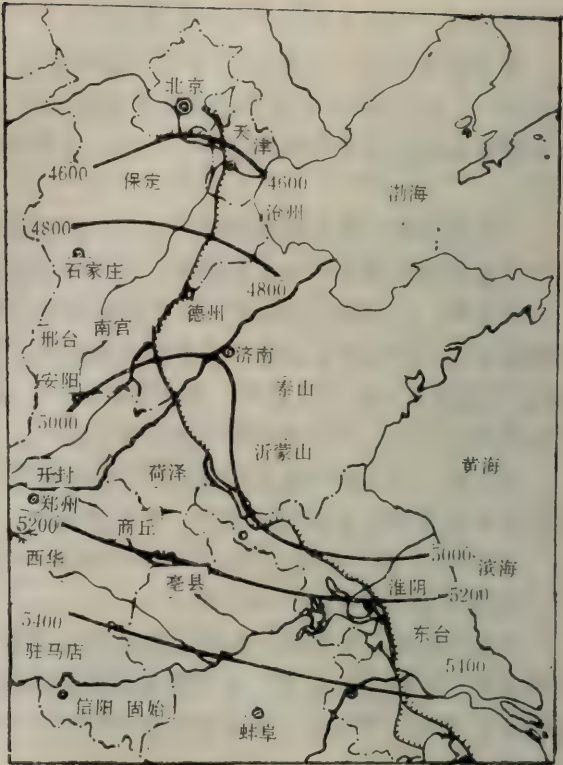 北京
天津
4600
4600
保定
渤海
沧州
4800
石家庄
4800
德州
邢台
南宫
济南
安阳
泰山
5000
沂蒙山
开封
菏泽
黄海
郑州
5200
商丘
5000
滨海
西华
亳县
淮阴
5200
5400
东台
驻马店
5400
信阳
固始
蚌阜